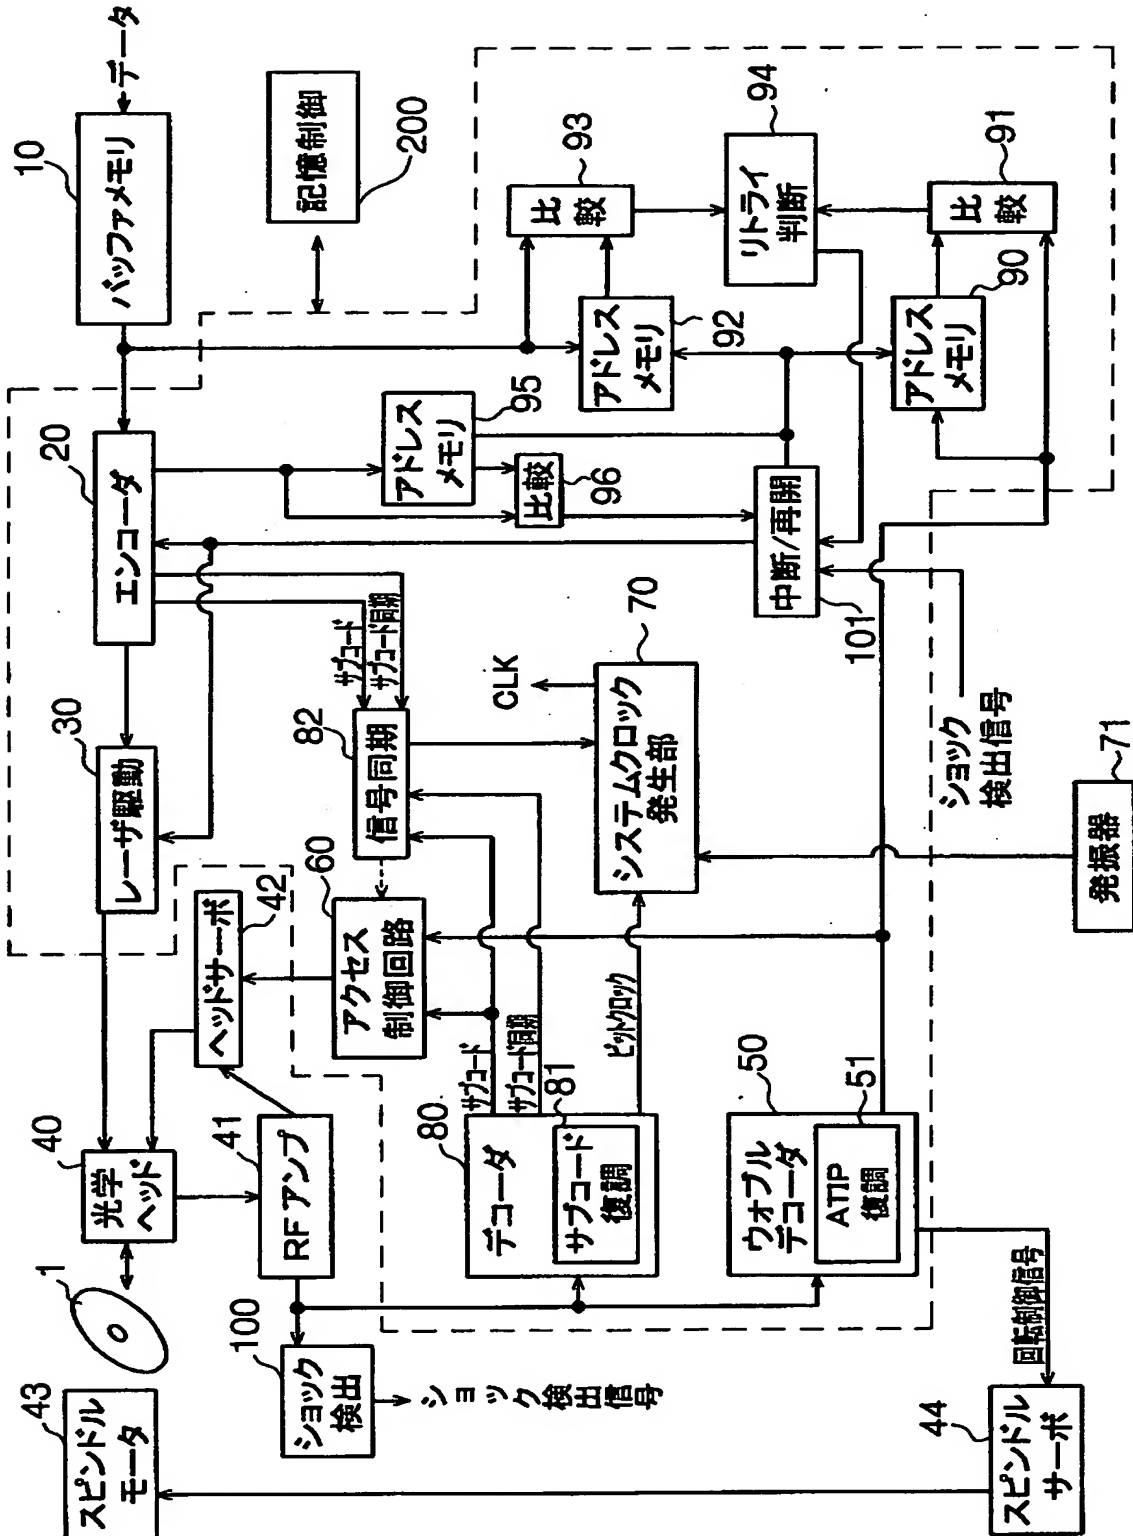 スピンドル
モータ
43
1
光学
ヘッド
40
レーザ駆動
30
エンコーダ
20
バッファメモリ
10
データ
ショック
検出
100
RFアンプ
41
ヘッドサーボ
42
記憶制御
200
ショック検出信号
アクセス
制御回路
60
信号同期
82
サブコード
サブコード同期
アドレス
メモリ
95
比較
96
比較
93
デコーダ
80
サブコード
復調
81
サブコード
サブコード同期
ビットクロック
CLK
システムクロック
発生部
70
アドレス
メモリ
92
リトライ
判断
94
ウォブル
デコーダ
50
ATIP
復調
51
中断/再開
101
アドレス
メモリ
90
比較
91
ショック
検出信号
回転制御信号
スピンドル
サーボ
44
発振器
71